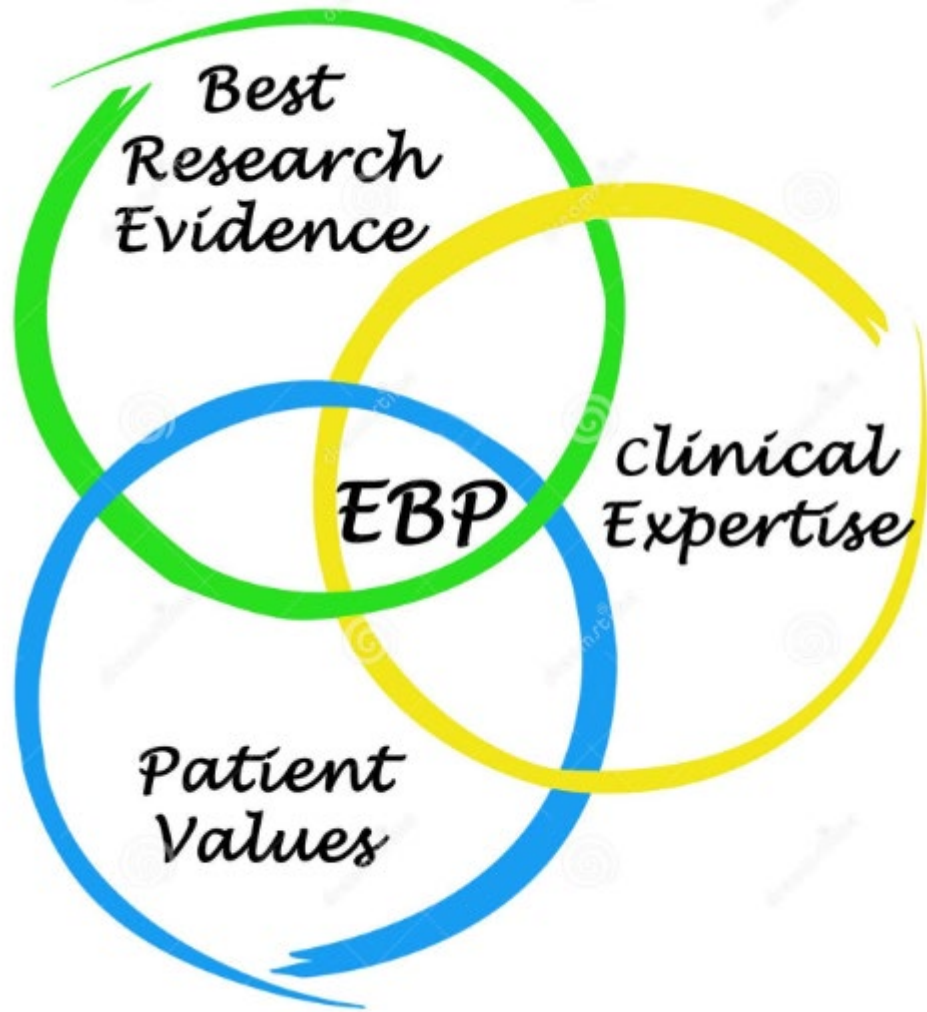 Best
Research
Evidence
Clinical
Expertise
EBP
Patient
Values